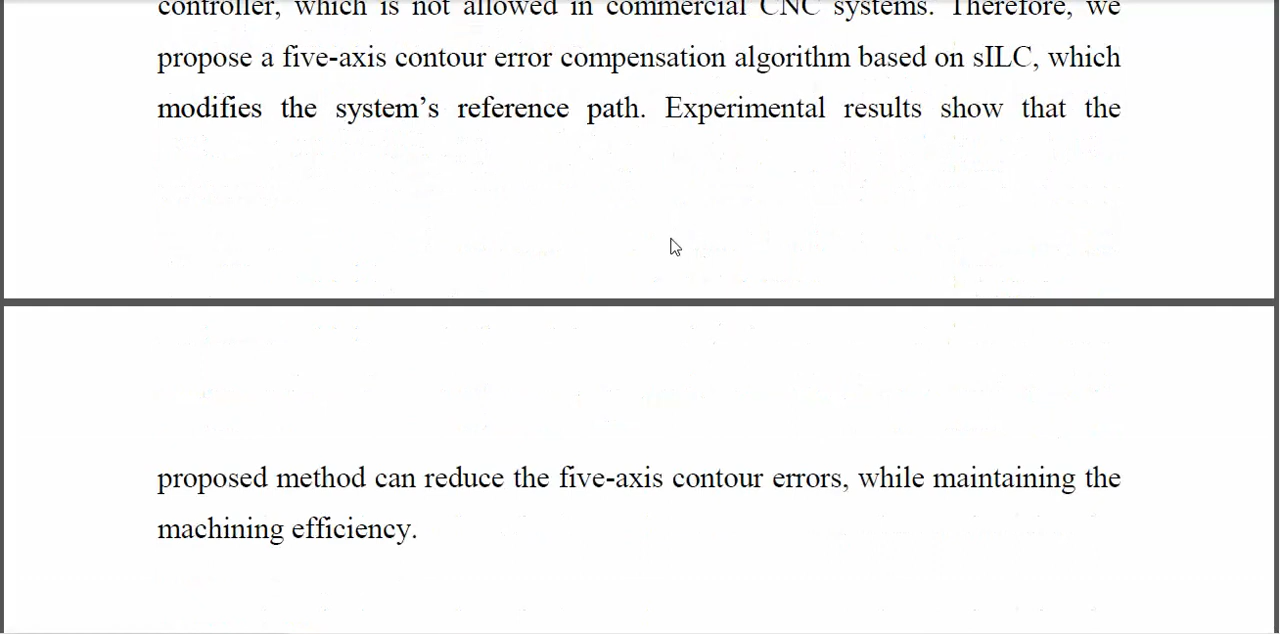 controller, which is not allowed in commercial CNC systems. Therefore, we
propose a five-axis contour error compensation algorithm based on sILC, which
modifies the system’s reference path. Experimental results show that the
proposed method can reduce the five-axis contour errors, while maintaining the
machining efficiency.